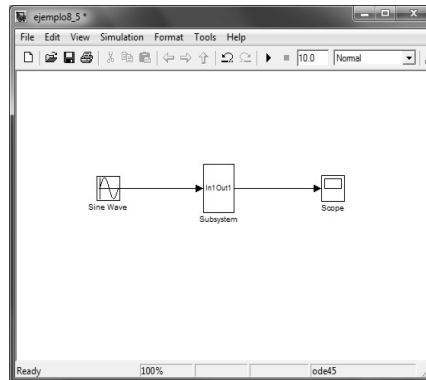 ejemplo8_5 *
File Edit View Simulation Format Tools Help
10.0 Normal
In1 Out1
Sine Wave
Subsystem
Scope
Ready 100% ode45